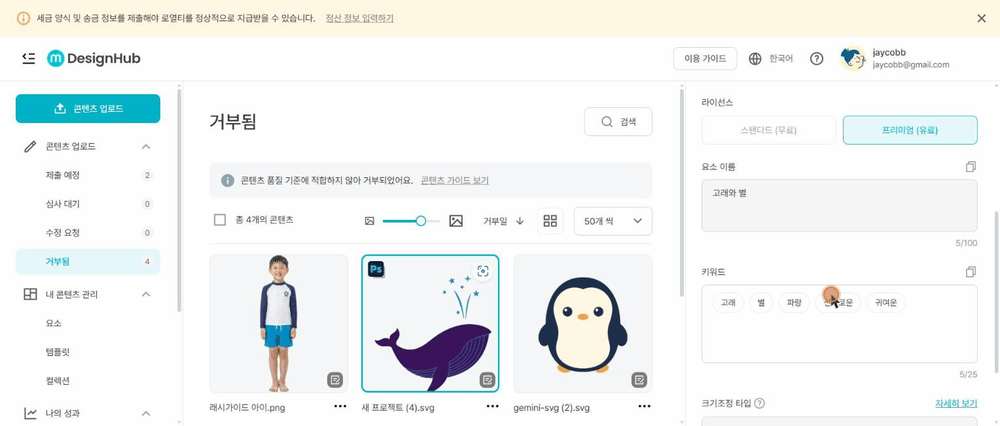 세금 양식 및 송금 정보를 제출해야 로열티를 정상적으로 지급받을 수 있습니다. 정산 정보 입력하기
m DesignHub
이용 가이드
한국어
jaycobb
jaycobb@gmail.com
콘텐츠 업로드
콘텐츠 업로드
제출 예정 2
심사 대기 0
수정 요청 0
거부됨 4
내 콘텐츠 관리
요소
템플릿
컬렉션
나의 성과
거부됨
검색
콘텐츠 품질 기준에 적합하지 않아 거부되었어요. 콘텐츠 가이드 보기
총 4개의 콘텐츠
거부일
50개 씩
Ps
래시가이드 아이.png
새 프로젝트 (4).svg
gemini-svg (2).svg
라이선스
스탠다드 (무료)
프리미엄 (유료)
요소 이름
고래와 별
5/100
키워드
고래 별 파랑 귀여운
5/25
크기조정 타입
자세히 보기